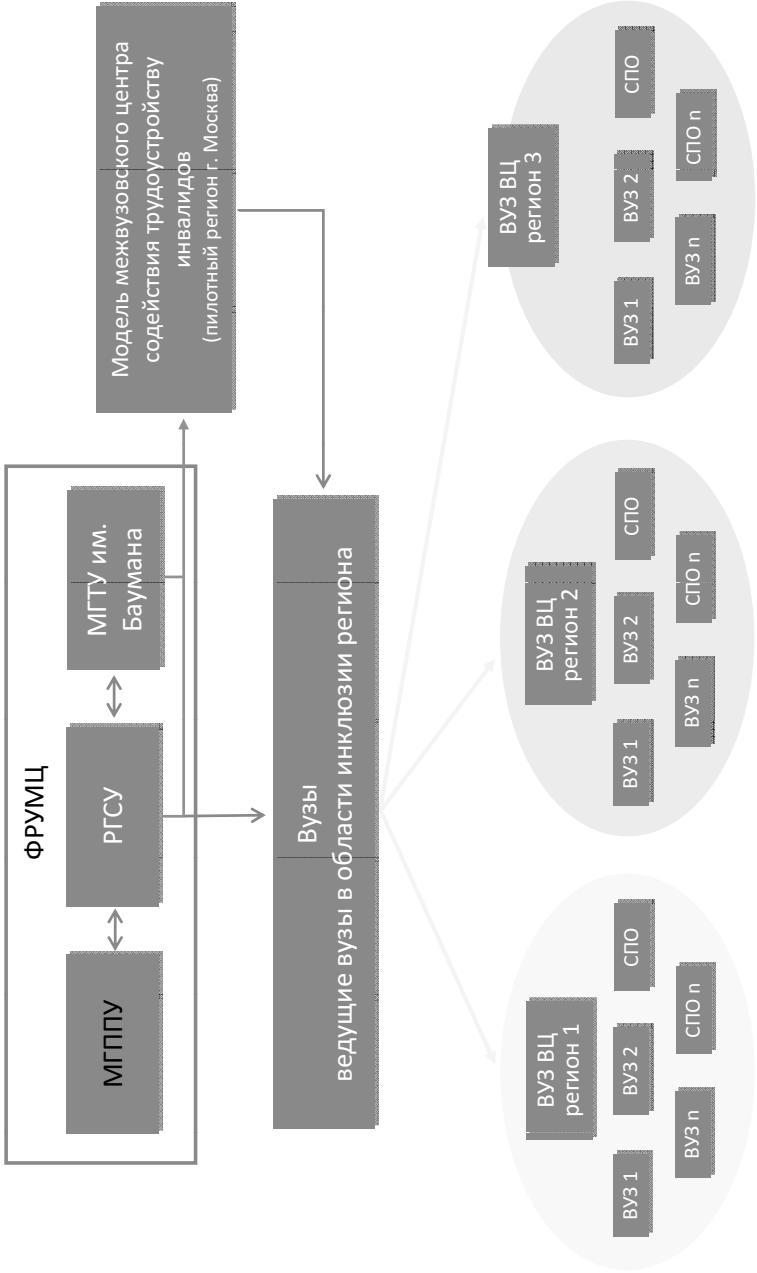 ФРУМЦ
МГППУ
РГСУ
МГТУ им.
Баумана
Модель межвузовского центра
содействия трудоустройству
инвалидов
(пилотный регион г. Москва)
Вузы
ведущие вузы в области инклюзии региона
ВУЗ ВЦ
регион 1
ВУЗ 1
ВУЗ 2
СПО
ВУЗ n
СПО n
ВУЗ ВЦ
регион 2
ВУЗ 1
ВУЗ 2
СПО
ВУЗ n
СПО n
ВУЗ ВЦ
регион 3
ВУЗ 1
ВУЗ 2
СПО
ВУЗ n
СПО n